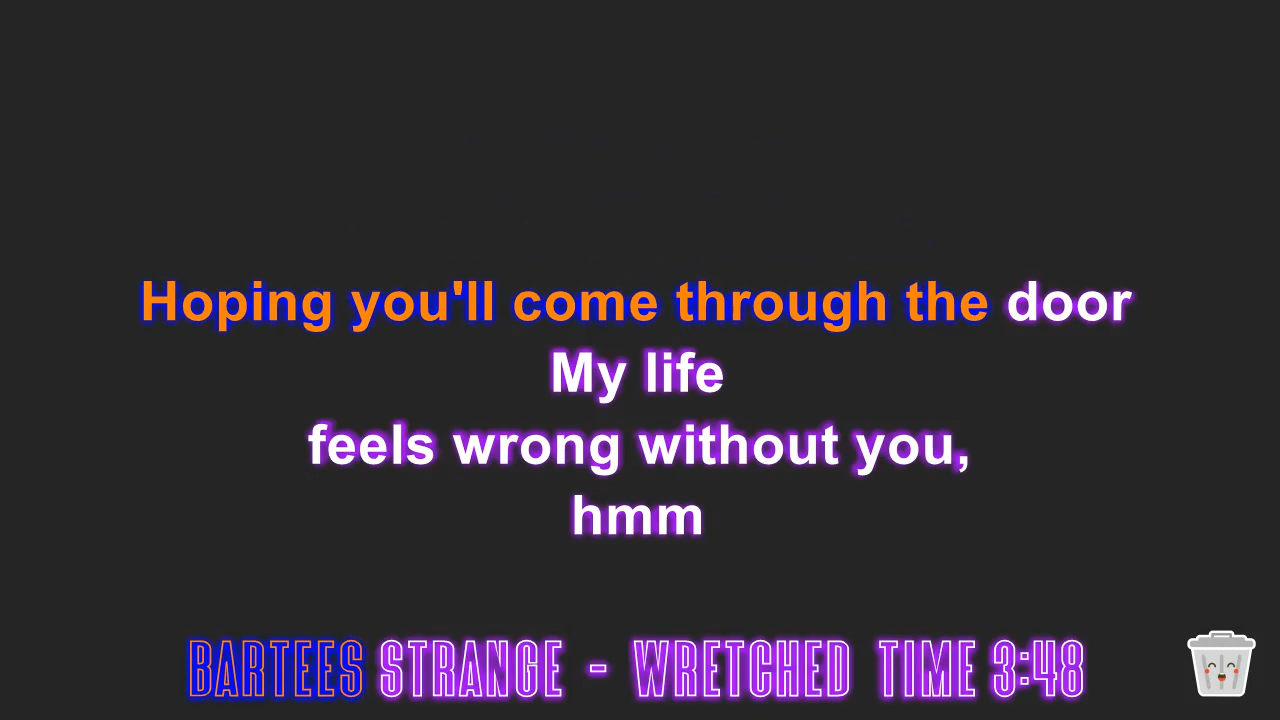 Hoping you'll come through the door
My life
feels wrong without you,
hmm
BARTEES STRANGE - WRETCHED TIME 3:48